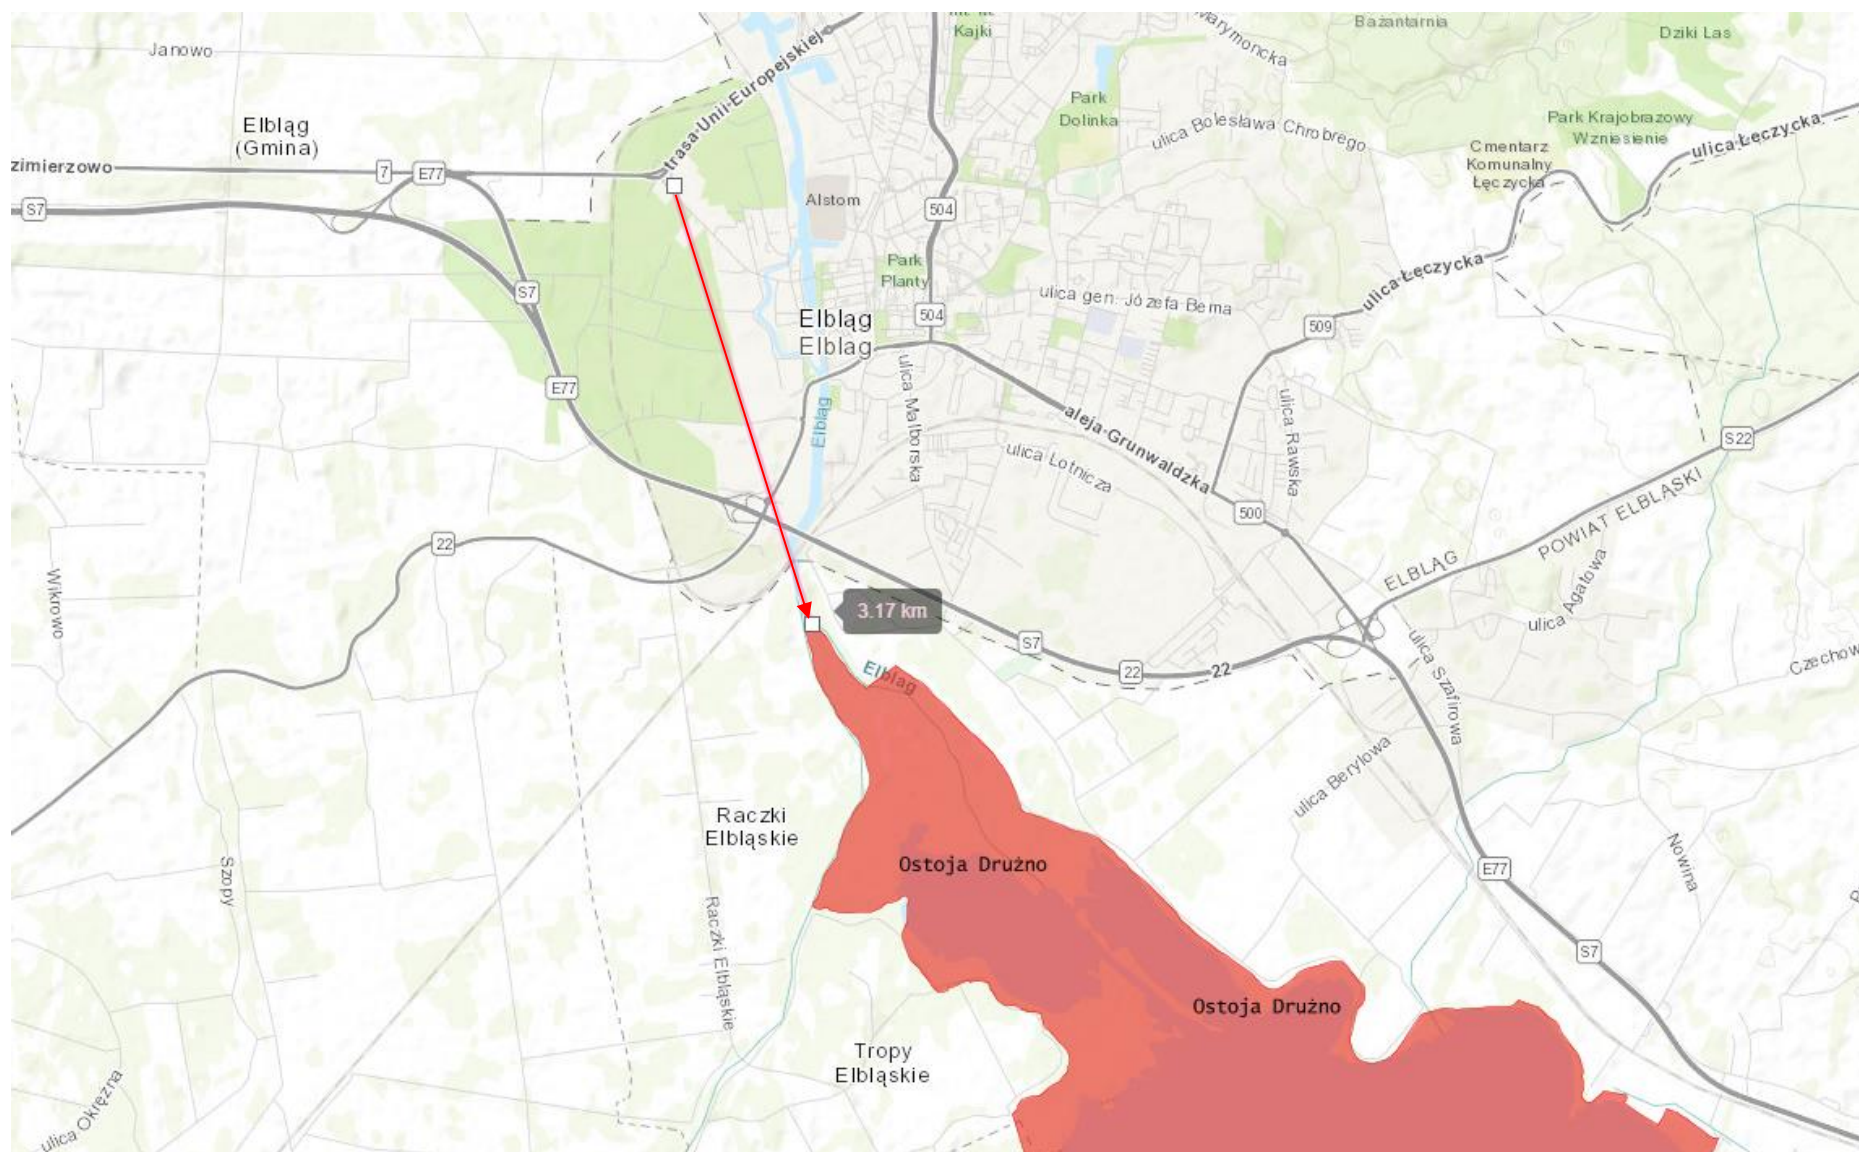 Kajki
Marymoncka
Bażantarnia
Dziki Las
Janowo
trasa Unii Europejskiej
Park
Dolinka
ulica Bolesława Chrobrego
Park Krajobrazowy
Wzniesienie
ulica Łęczycka
Elbląg
(Gmina)
Cmentarz
Komunalny
Łęczycka
zimierzowo
7
E77
S7
Alstom
504
Park
Planty
ulica Łęczycka
S7
ulica gen. Józefa Bema
Elbląg
Elblag
504
509
E77
ulica Malborska
Elbląg
aleja Grunwaldzka
ulica Rawska
ulica Lotnicza
S22
500
POWIAT ELBLĄSKI
ELBLĄG
22
Wikrowo
ulica Agatowa
3.17 km
S7
22
22
ulica Szafirowa
Czechow
Elbląg
ulica Berylowa
Raczki
Elbląskie
Szopy
Ostoja Drużno
E77
Nowina
Raczki Elbląskie
S7
Ostoja Drużno
Tropy
Elbląskie
ulica Okrężna